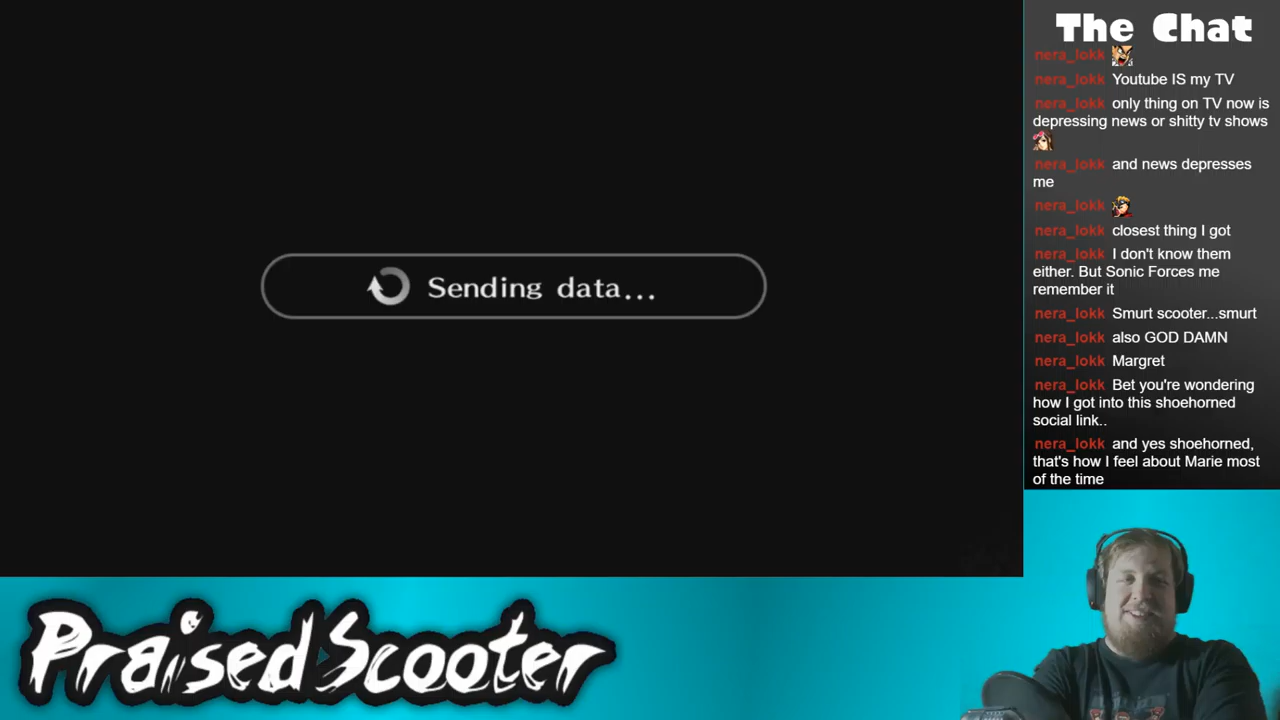 The Chat
nera_lokk
nera_lokk Youtube IS my TV
nera_lokk only thing on TV now is
depressing news or shitty tv shows
nera_lokk and news depresses
me
nera_lokk
nera_lokk closest thing I got
nera_lokk I don't know them
either. But Sonic Forces me
remember it
nera_lokk Smurt scooter...smurt
nera_lokk also GOD DAMN
nera_lokk Margret
nera_lokk Bet you're wondering
how I got into this shoehorned
social link..
nera_lokk and yes shoehorned,
that's how I feel about Marie most
of the time
Sending data...
PraisedScooter